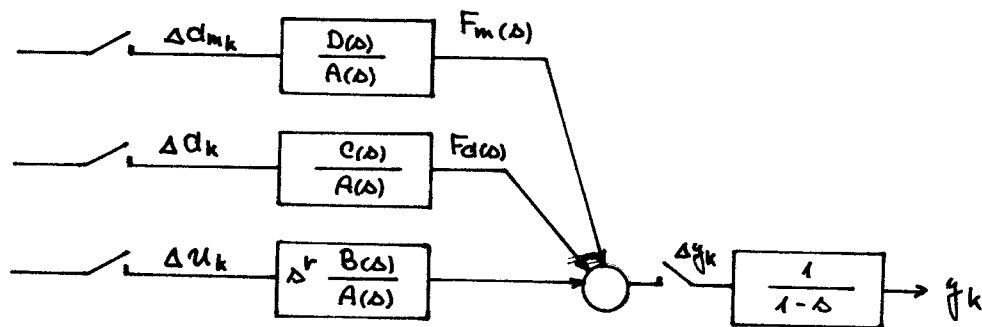 Δdmk D(s) / A(s) Fm(s)
Δdk C(s) / A(s) Fd(s)
Δuk s^r B(s) / A(s) Δyk 1 / 1-s yk